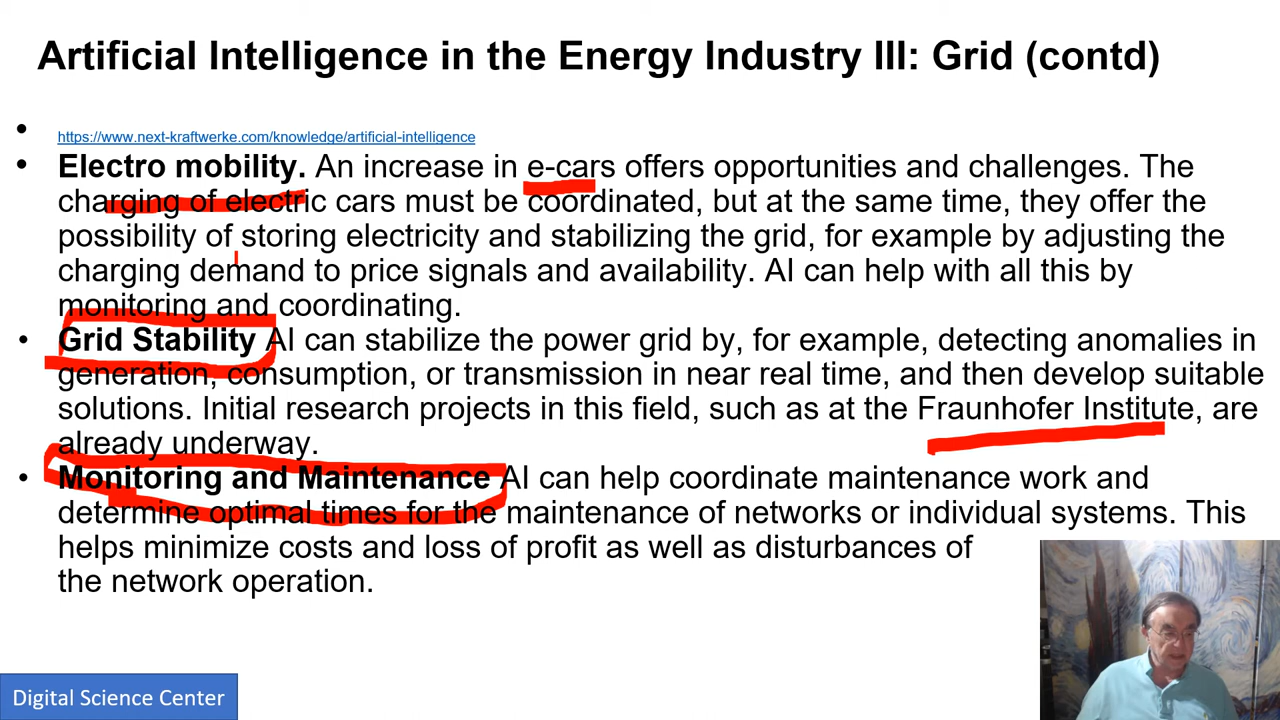 Artificial Intelligence in the Energy Industry III: Grid (contd)
• https://www.next-kraftwerke.com/knowledge/artificial-intelligence
• Electro mobility. An increase in e-cars offers opportunities and challenges. The
charging of electric cars must be coordinated, but at the same time, they offer the
possibility of storing electricity and stabilizing the grid, for example by adjusting the
charging demand to price signals and availability. AI can help with all this by
monitoring and coordinating.
• Grid Stability AI can stabilize the power grid by, for example, detecting anomalies in
generation, consumption, or transmission in near real time, and then develop suitable
solutions. Initial research projects in this field, such as at the Fraunhofer Institute, are
already underway.
• Monitoring and Maintenance AI can help coordinate maintenance work and
determine optimal times for the maintenance of networks or individual systems. This
helps minimize costs and loss of profit as well as disturbances of
the network operation.
Digital Science Center